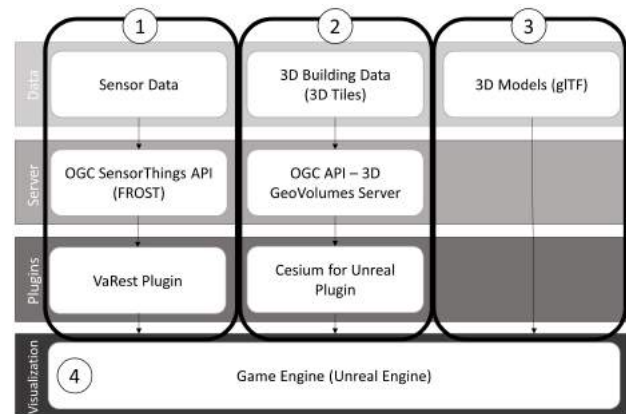 1
2
3
Data
Sensor Data
3D Building Data
(3D Tiles)
3D Models (glTF)
Server
OGC SensorThings API
(FROST)
OGC API – 3D
GeoVolumes Server
Plugins
VaRest Plugin
Cesium for Unreal
Plugin
Visualization
4
Game Engine (Unreal Engine)